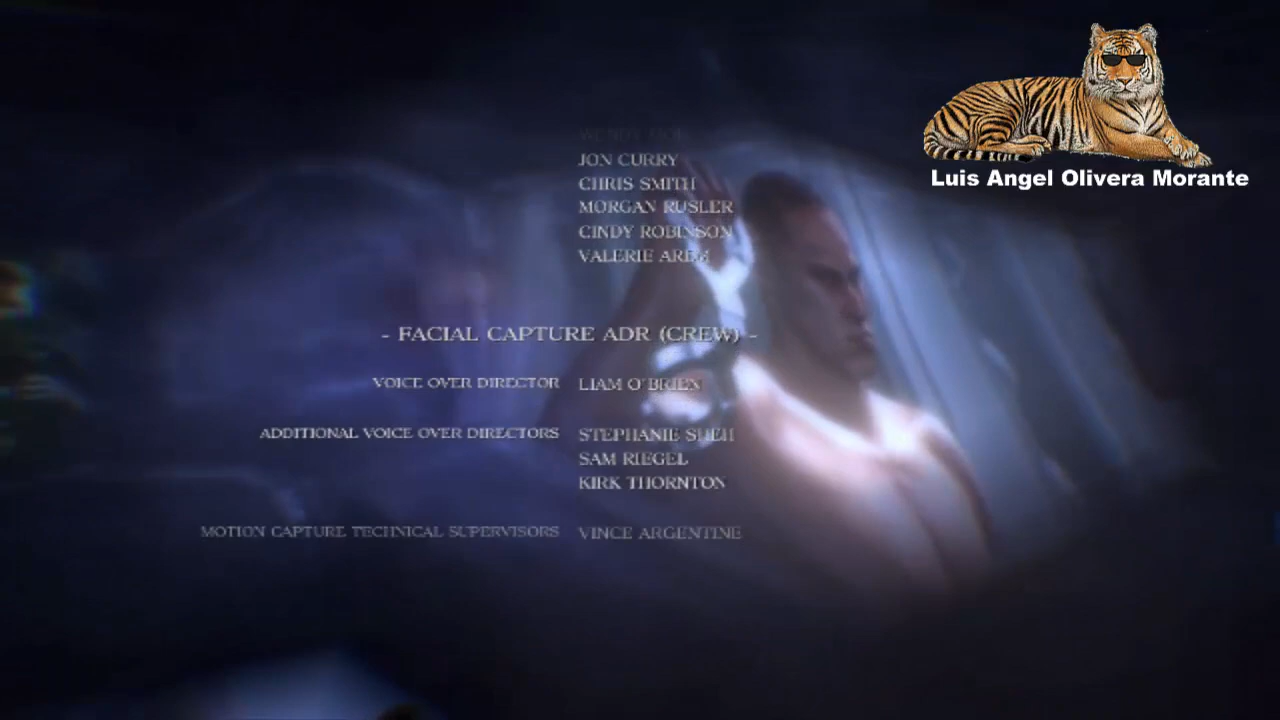 Luis Angel Olivera Morante
JON CURRY
CHRIS SMITH
MORGAN RUSLER
CINDY ROBINSON
VALERIE AREM
- FACIAL CAPTURE ADR (CREW) -
VOICE OVER DIRECTOR LIAM O'BRIEN
ADDITIONAL VOICE OVER DIRECTORS STEPHANIE SHEH
SAM RIEGEL
KIRK THORNTON
MOTION CAPTURE TECHNICAL SUPERVISORS VINCE ARGENTINE